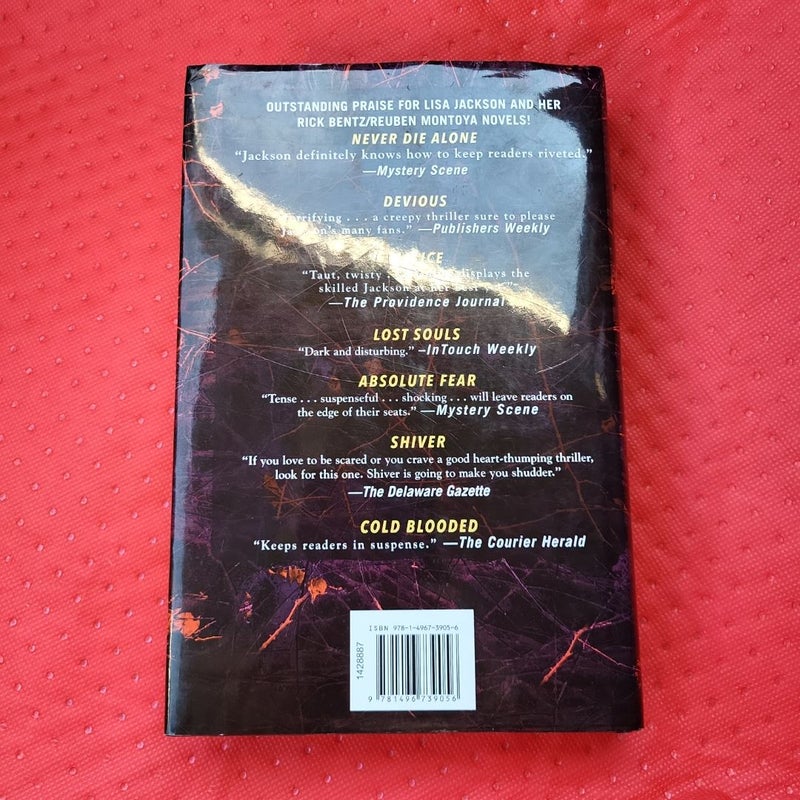 OUTSTANDING PRAISE FOR LISA JACKSON AND HER
RICK BENTZ/REUBEN MONTOYA NOVELS!
NEVER DIE ALONE
“Jackson definitely knows how to keep readers riveted.”
—Mystery Scene
DEVIOUS
. . . a creepy thriller sure to please
many fans.” —Publishers Weekly
“Taut, twisty . displays the
skilled Jackson at her
—The Providence Journal
LOST SOULS
“Dark and disturbing.” –InTouch Weekly
ABSOLUTE FEAR
“Tense . . . suspenseful . . . shocking . . . will leave readers on
the edge of their seats.” —Mystery Scene
SHIVER
“If you love to be scared or you crave a good heart-thumping thriller,
look for this one. Shiver is going to make you shudder.”
—The Delaware Gazette
COLD BLOODED
“Keeps readers in suspense.” —The Courier Herald
ISBN 978-1-4967-3905-6
1428887
9 781496 739056